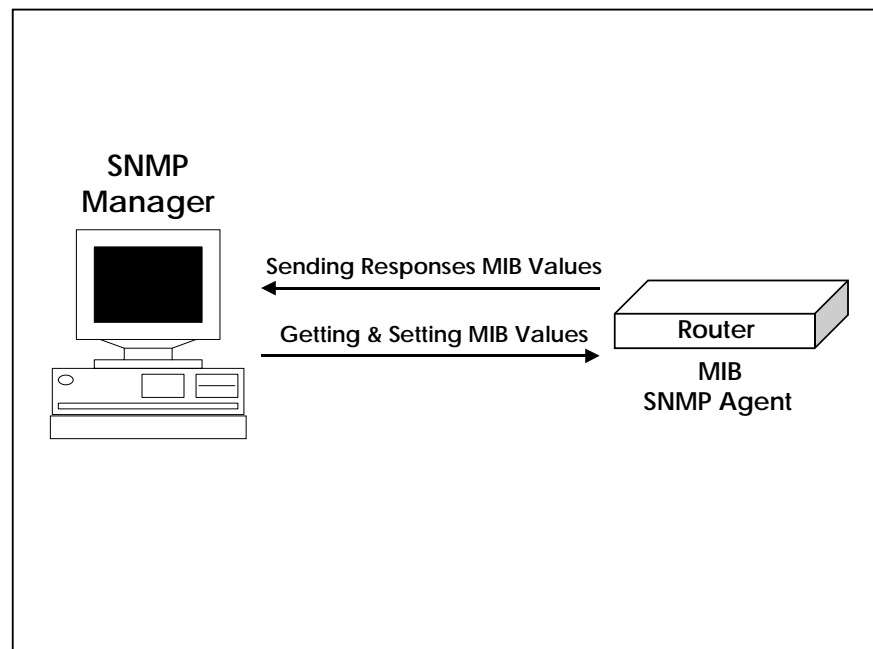 SNMP
Manager
Sending Responses MIB Values
Getting & Setting MIB Values
Router
MIB
SNMP Agent